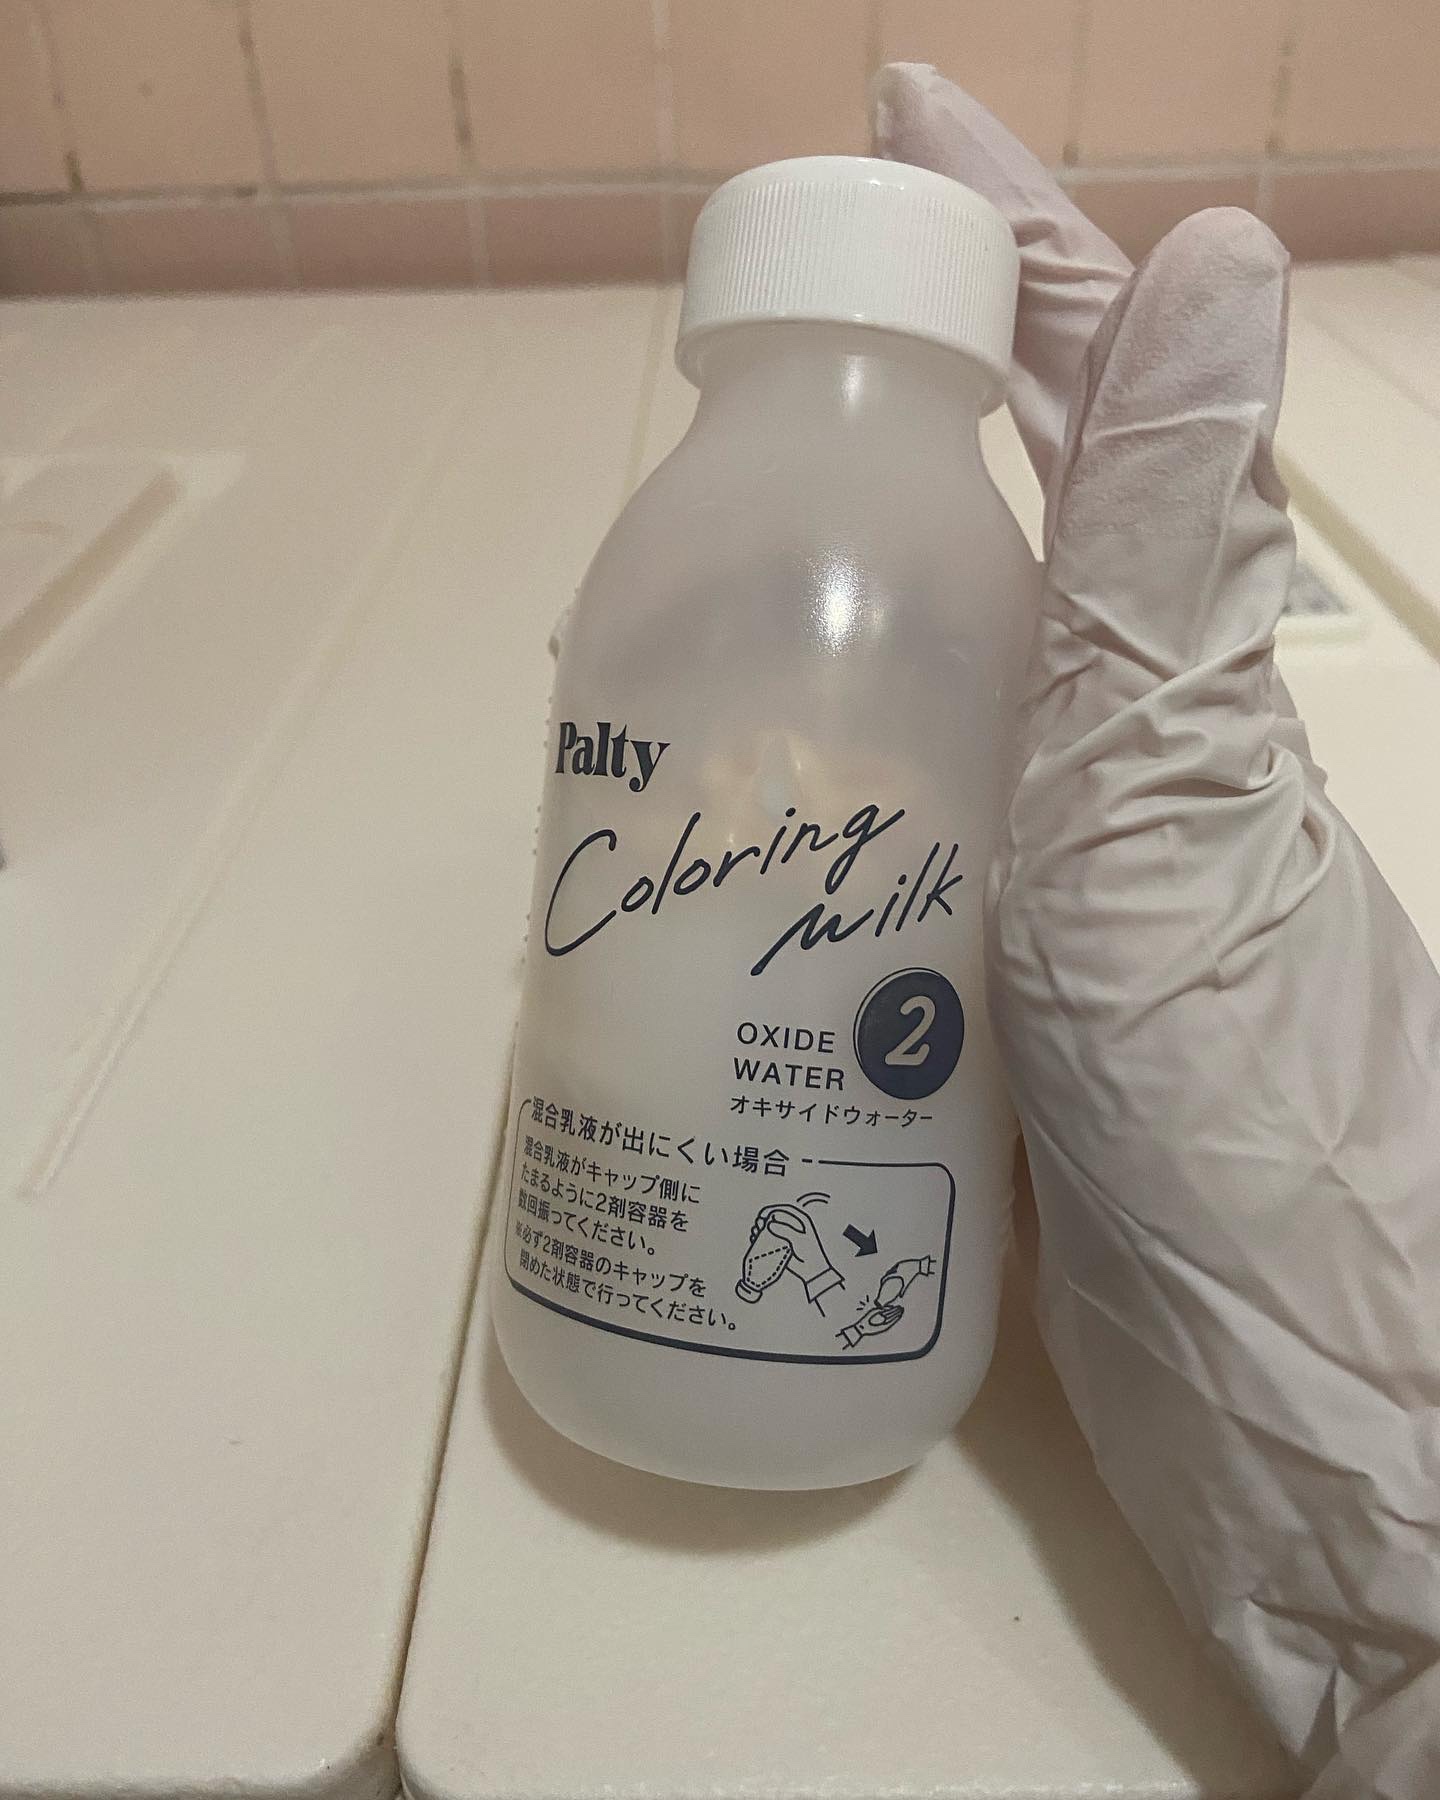 Palty
Coloring
milk
OXIDE
WATER
2
オキサイドウォーター
混合乳液が出にくい場合
混合乳液がキャップ側に
たまるように2剤容器を
数回振ってください。
※必ず2剤容器のキャップを
閉めた状態で行ってください。